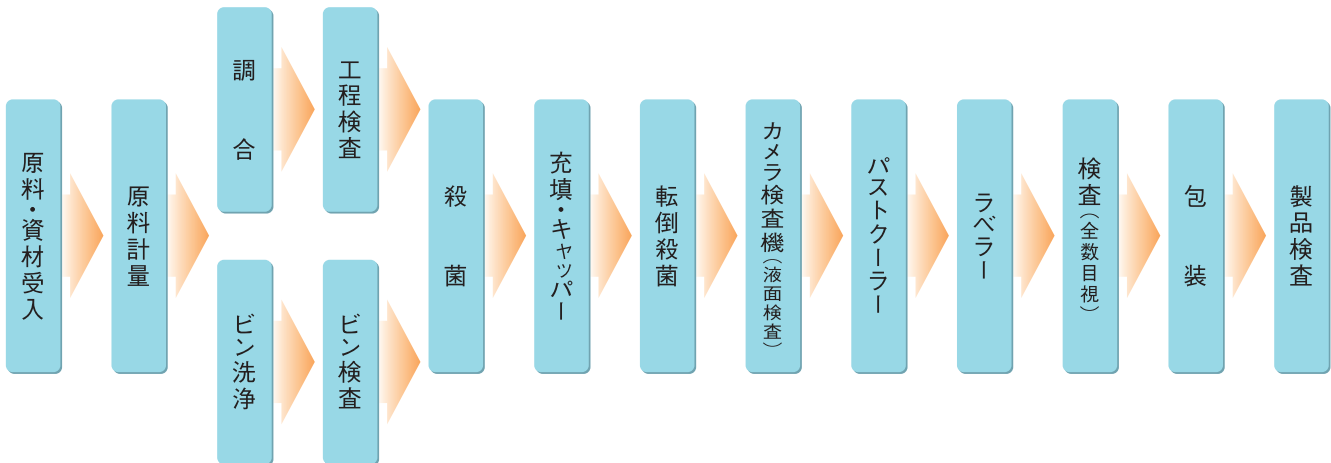 原料・資材受入
原料計量
調合
工程検査
ビン洗浄
ビン検査
殺菌
充填・キャッパー
転倒殺菌
カメラ検査機（液面検査）
パストクーラー
ラベラー
検査（全数目視）
包装
製品検査